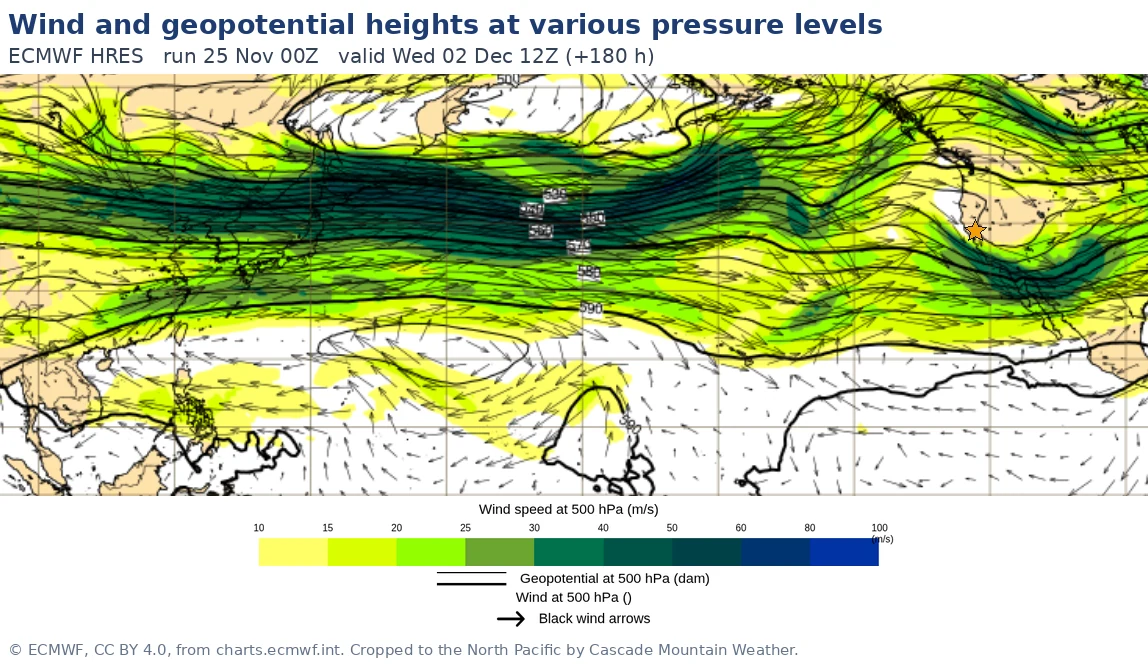 Wind and geopotential heights at various pressure levels
ECMWF HRES run 25 Nov 00Z valid Wed 02 Dec 12Z (+180 h)
580
590
Wind speed at 500 hPa (m/s)
10 15 20 25 30 40 50 60 80 100
(m/s)
Geopotential at 500 hPa (dam)
Wind at 500 hPa ()
Black wind arrows
© ECMWF, CC BY 4.0, from charts.ecmwf.int. Cropped to the North Pacific by Cascade Mountain Weather.